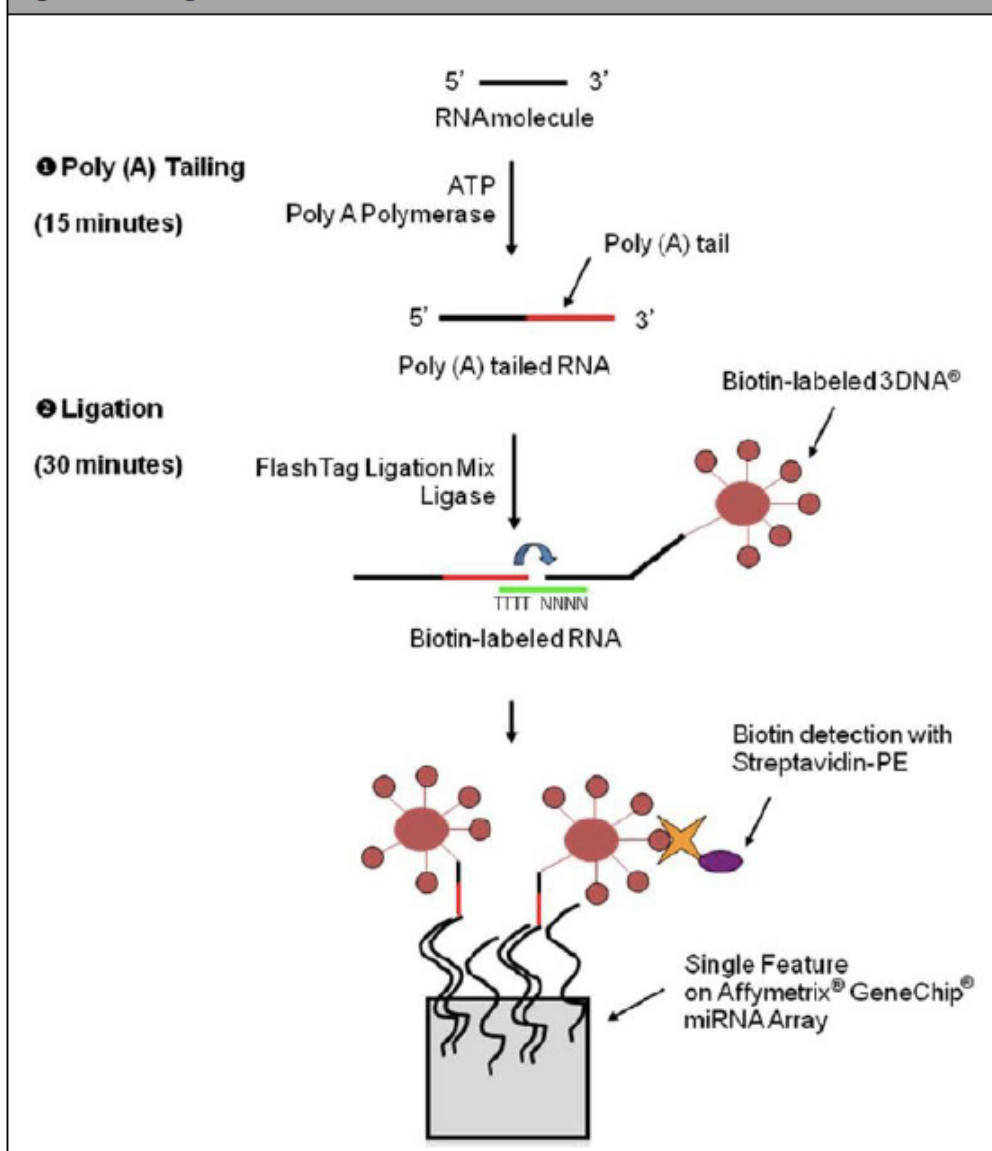 5’ 3’
RNA molecule
❶ Poly (A) Tailing
(15 minutes)
ATP
Poly A Polymerase
Poly (A) tail
5’ 3’
Poly (A) tailed RNA
Biotin-labeled 3DNA®
❷ Ligation
(30 minutes)
FlashTag Ligation Mix
Ligase
TTTT NNNN
Biotin-labeled RNA
Biotin detection with
Streptavidin-PE
Single Feature
on Affymetrix® GeneChip®
miRNA Array